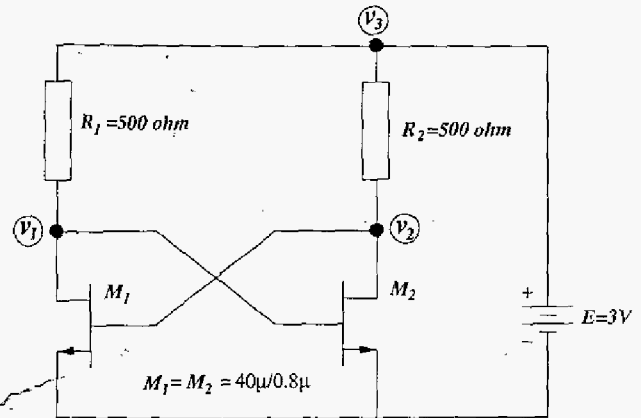 V3
R1 =500 ohm
R2=500 ohm
V1
V2
M1
M2
+
E=3V
-
M1= M2 = 40μ/0.8μ